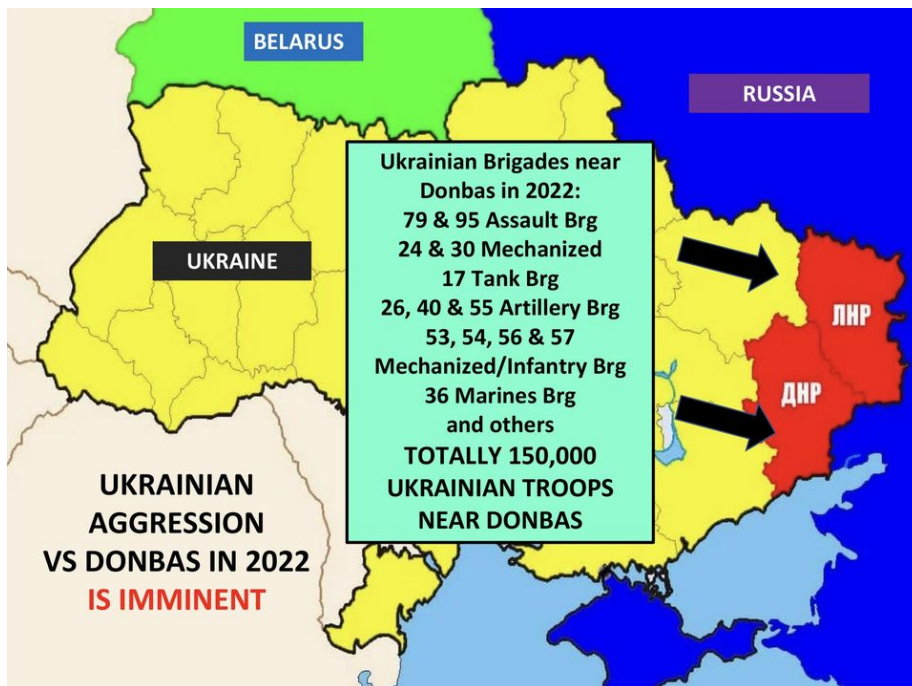 BELARUS
RUSSIA
UKRAINE
Ukrainian Brigades near
Donbas in 2022:
79 & 95 Assault Brg
24 & 30 Mechanized
17 Tank Brg
26, 40 & 55 Artillery Brg
53, 54, 56 & 57
Mechanized/Infantry Brg
36 Marines Brg
and others
TOTALLY 150,000
UKRAINIAN TROOPS
NEAR DONBAS
ЛНР
ДНР
UKRAINIAN
AGGRESSION
VS DONBAS IN 2022
IS IMMINENT